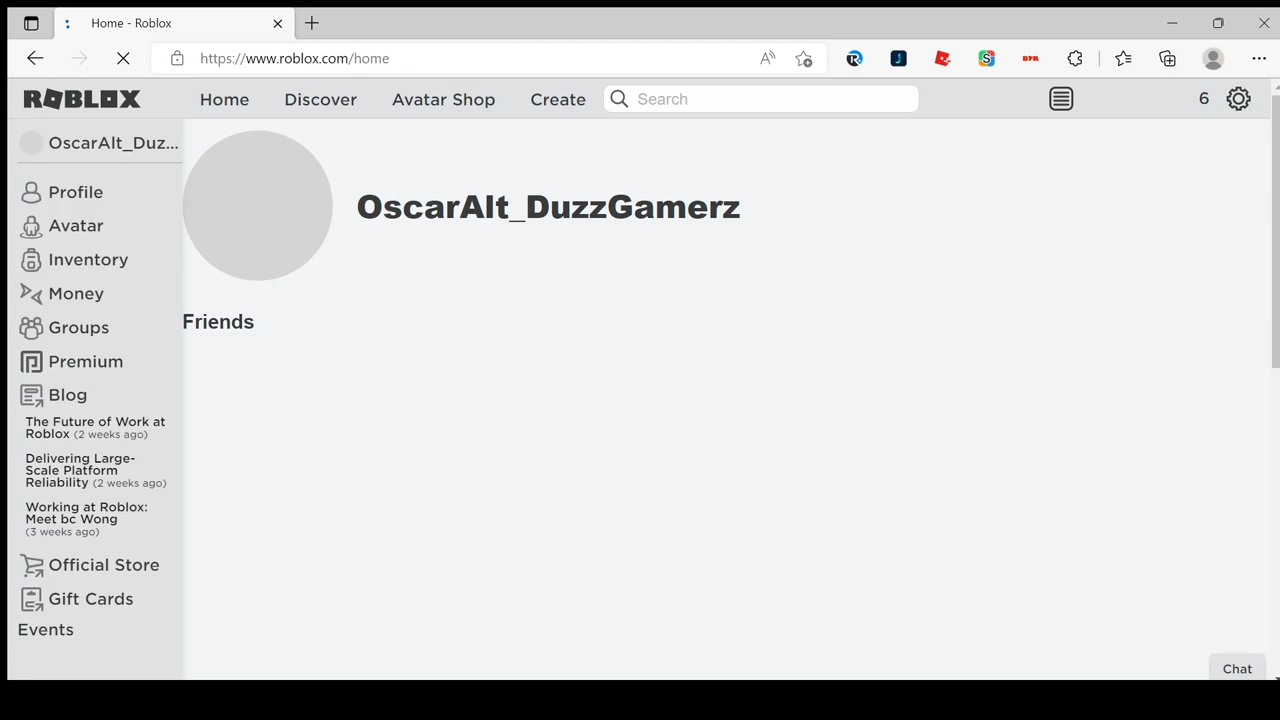 Home - Roblox
https://www.roblox.com/home
BTR
ROBLOX
Home
Discover
Avatar Shop
Create
Search
6
OscarAlt_Duz...
OscarAlt_DuzzGamerz
Profile
Avatar
Inventory
Money
Groups
Premium
Blog
The Future of Work at
Roblox (2 weeks ago)
Delivering Large-
Scale Platform
Reliability (2 weeks ago)
Working at Roblox:
Meet bc Wong
(3 weeks ago)
Official Store
Gift Cards
Events
Friends
Chat